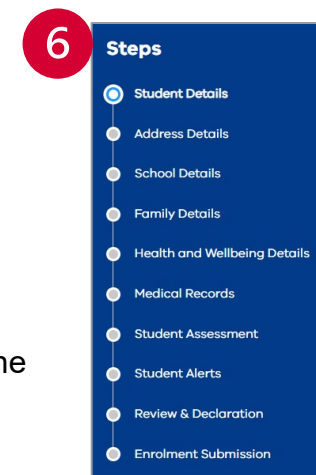 6
Steps
Student Details
Address Details
School Details
Family Details
Health and Wellbeing Details
Medical Records
ne
Student Assessment
Student Alerts
Review & Declaration
Enrolment Submission